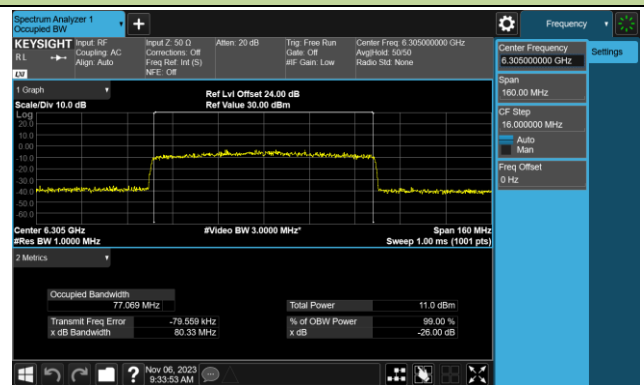 Spectrum Analyzer 1
Occupied BW
Frequency
KEYSIGHT
RL
LXI
Input: RF
Coupling: AC
Align: Auto
Input Z: 50 Ω
Corrections: Off
Freq Ref: Int (S)
NFE: Off
Atten: 20 dB
Trig: Free Run
Gate: Off
#IF Gain: Low
Center Freq: 6.305000000 GHz
Avg|Hold: 50/50
Radio Std: None
Center Frequency
6.305000000 GHz
Settings
Span
160.00 MHz
CF Step
16.000000 MHz
Auto
Man
Freq Offset
0 Hz
1 Graph
Scale/Div 10.0 dB
Ref Lvl Offset 24.00 dB
Ref Value 30.00 dBm
Log
20.0
10.0
0.00
-10.0
-20.0
-30.0
-40.0
-50.0
-60.0
Center 6.305 GHz
#Video BW 3.0000 MHz*
Span 160 MHz
#Res BW 1.0000 MHz
Sweep 1.00 ms (1001 pts)
2 Metrics
Occupied Bandwidth
77.069 MHz
Total Power 11.0 dBm
Transmit Freq Error -79.559 kHz
% of OBW Power 99.00 %
x dB Bandwidth 80.33 MHz
x dB -26.00 dB
Nov 06, 2023
9:33:53 AM